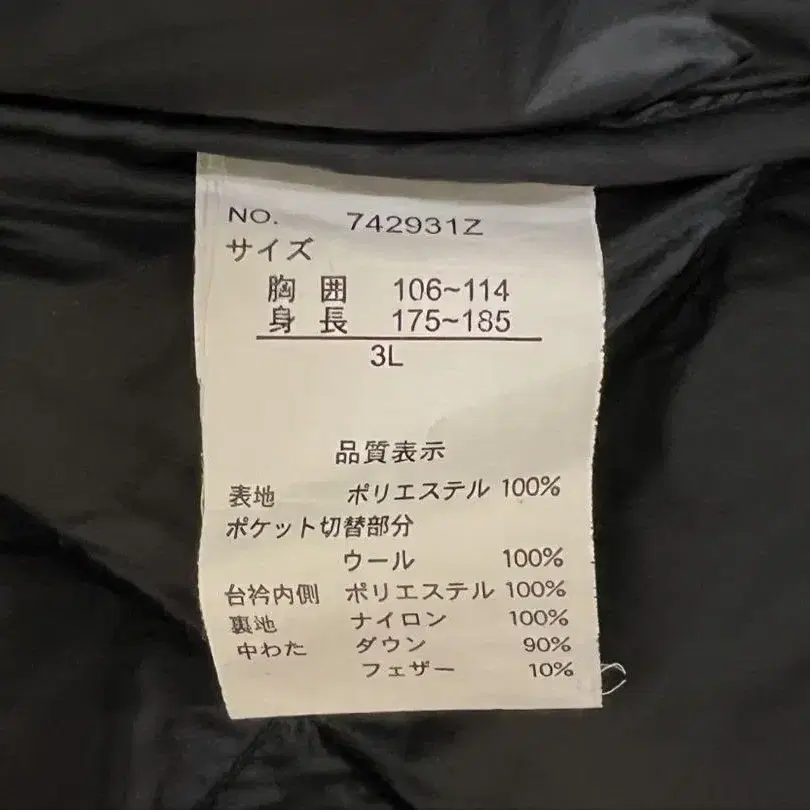 NO. 742931Z
サイズ
胸囲 106~114
身長 175~185
3L
品質表示
表地 ポリエステル 100%
ポケット切替部分
ウール 100%
台衿内側 ポリエステル 100%
裏地 ナイロン 100%
中わた ダウン 90%
フェザー 10%